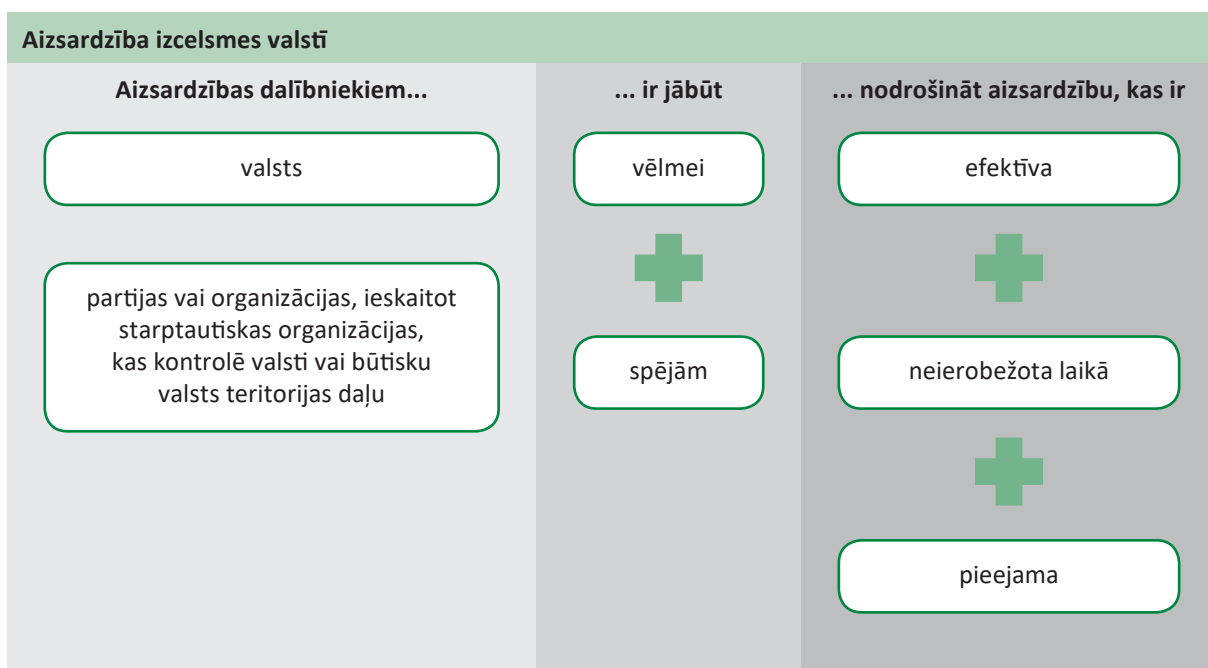 Aizsardzība izcelsmes valstī
Aizsardzības dalībniekiem...
valsts
partijas vai organizācijas, ieskaitot
starptautiskas organizācijas,
kas kontrolē valsti vai būtisku
valsts teritorijas daļu
... ir jābūt
vēlmei
spējām
... nodrošināt aizsardzību, kas ir
efektīva
neierobežota laikā
pieejama